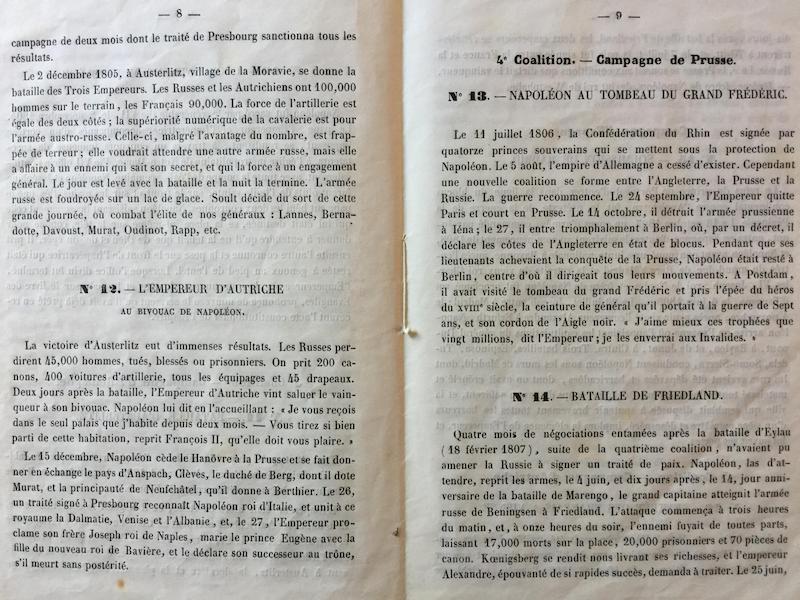 — 8 —
campagne de deux mois dont le traité de Presbourg sanctionna tous les
résultats.
Le 2 décembre 1805, à Austerlitz, village de la Moravie, se donne la
bataille des Trois Empereurs. Les Russes et les Autrichiens ont 100,000
hommes sur le terrain, les Français 90,000. La force de l'artillerie est
égale des deux côtés ; la supériorité numérique de la cavalerie est pour
l'armée austro-russe. Celle-ci, malgré l'avantage du nombre, est frap-
pée de terreur ; elle voudrait attendre une autre armée russe, mais elle
a affaire à un ennemi qui sait son secret, et qui la force à un engagement
général. Le jour est levé avec la bataille et la nuit la termine. L'armée
russe est foudroyée sur un lac de glace. Soult décide du sort de cette
grande journée, où combat l'élite de nos généraux : Lannes, Berna-
dotte, Davoust, Murat, Oudinot, Rapp, etc.
N° 12. — L'EMPEREUR D'AUTRICHE
AU BIVOUAC DE NAPOLÉON.
La victoire d'Austerlitz eut d'immenses résultats. Les Russes per-
dirent 45,000 hommes, tués, blessés ou prisonniers. On prit 200 ca-
nons, 400 voitures d'artillerie, tous les équipages et 45 drapeaux.
Deux jours après la bataille, l'Empereur d'Autriche vint saluer le vain-
queur à son bivouac. Napoléon lui dit en l'accueillant : « Je vous reçois
dans le seul palais que j'habite depuis deux mois. — Vous tirez si bien
parti de cette habitation, reprit François II, qu'elle doit vous plaire. »
Le 15 décembre, Napoléon cède le Hanôvre à la Prusse et se fait don-
ner en échange le pays d'Anspach, Clèves, le duché de Berg, dont il dote
Murat, et la principauté de Neufchâtel, qu'il donne à Berthier. Le 26,
un traité signé à Presbourg reconnaît Napoléon roi d'Italie, et unit à ce
royaume la Dalmatie, Venise et l'Albanie, et, le 27, l'Empereur pro-
clame son frère Joseph roi de Naples, marie le prince Eugène avec la
fille du nouveau roi de Bavière, et le déclare son successeur au trône,
s'il meurt sans postérité.
— 9 —
4e Coalition. — Campagne de Prusse.
N° 13. — NAPOLÉON AU TOMBEAU DU GRAND FRÉDÉRIC.
Le 11 juillet 1806, la Confédération du Rhin est signée par
quatorze princes souverains qui se mettent sous la protection de
Napoléon. Le 5 août, l'empire d'Allemagne a cessé d'exister. Cependant
une nouvelle coalition se forme entre l'Angleterre, la Prusse et la
Russie. La guerre recommence. Le 24 septembre, l'Empereur quitte
Paris et court en Prusse. Le 14 octobre, il détruit l'armée prussienne
à Iéna ; le 27, il entre triomphalement à Berlin, où, par un décret, il
déclare les côtes de l'Angleterre en état de blocus. Pendant que ses
lieutenants achevaient la conquête de la Prusse, Napoléon était resté à
Berlin, centre d'où il dirigeait tous leurs mouvements. A Postdam,
il avait visité le tombeau du grand Frédéric et pris l'épée du héros
du XVIIIe siècle, la ceinture de général qu'il portait à la guerre de Sept
ans, et son cordon de l'Aigle noir. « J'aime mieux ces trophées que
vingt millions, dit l'Empereur ; je les enverrai aux Invalides. »
N° 14. — BATAILLE DE FRIEDLAND.
Quatre mois de négociations entamées après la bataille d'Eylau
(18 février 1807), suite de la quatrième coalition, n'avaient pu
amener la Russie à signer un traité de paix. Napoléon, las d'at-
tendre, reprit les armes, le 4 juin, et dix jours après, le 14, jour anni-
versaire de la bataille de Marengo, le grand capitaine atteignit l'armée
russe de Beningsen à Friedland. L'attaque commença à trois heures
du matin, et, à onze heures du soir, l'ennemi fuyait de toutes parts,
laissant 17,000 morts sur la place, 20,000 prisonniers et 70 pièces de
canon. Kœnigsberg se rendit nous livrant ses richesses, et l'empereur
Alexandre, épouvanté de si rapides succès, demanda à traiter. Le 25 juin,